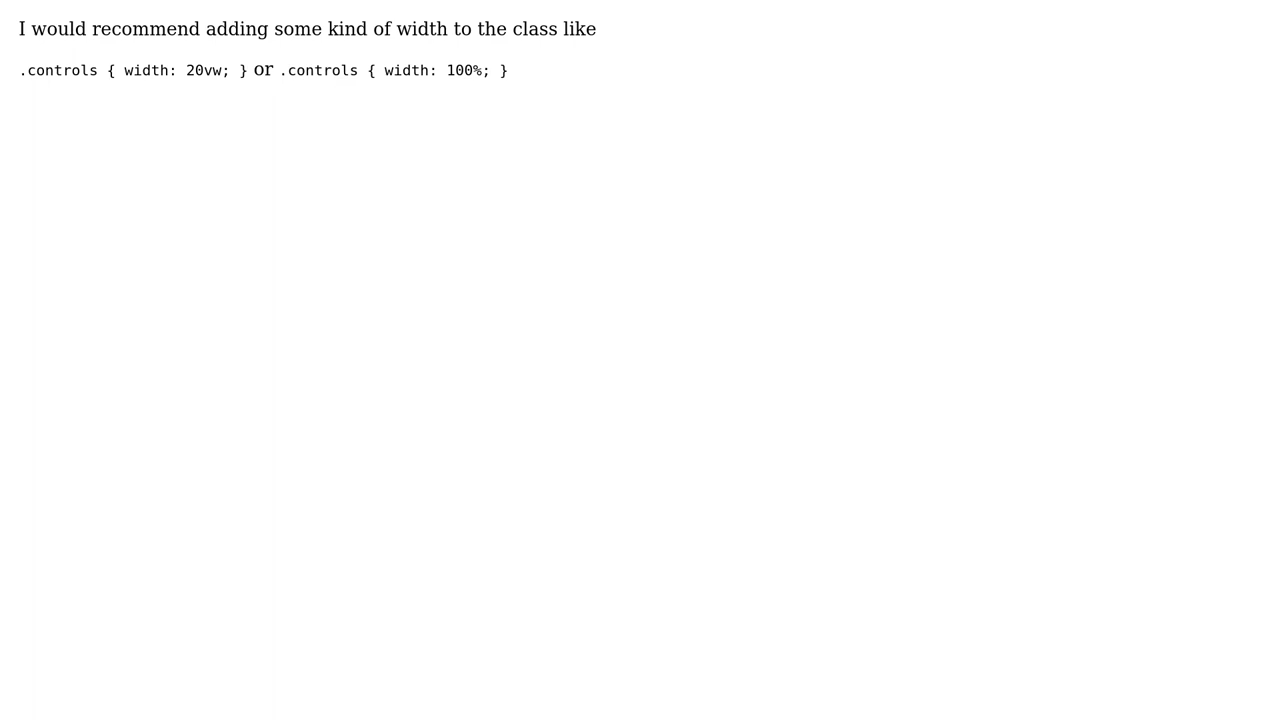 I would recommend adding some kind of width to the class like
.controls { width: 20vw; } or .controls { width: 100%; }